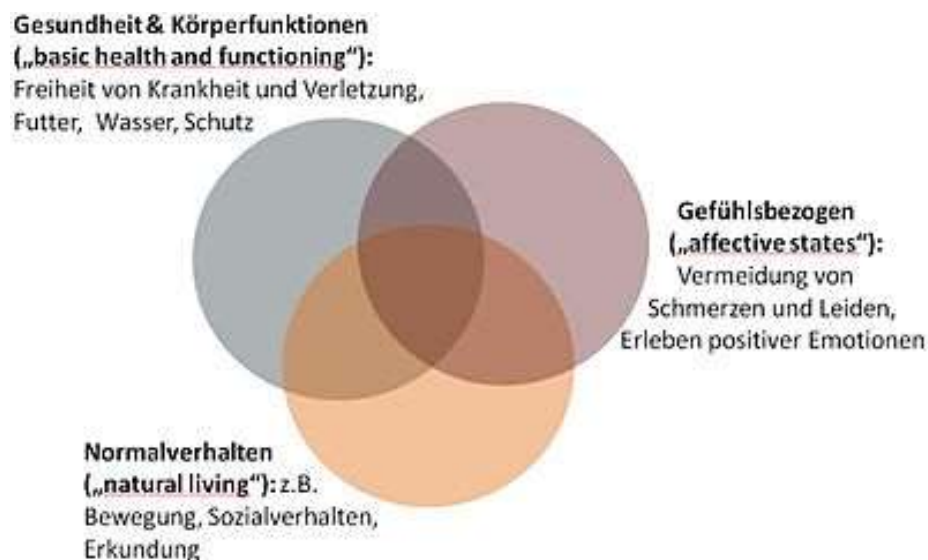 Gesundheit & Körperfunktionen
(„basic health and functioning“):
Freiheit von Krankheit und Verletzung,
Futter, Wasser, Schutz
Gefühlsbezogen
(„affective states“):
Vermeidung von
Schmerzen und Leiden,
Erleben positiver Emotionen
Normalverhalten
(„natural living“): z.B.
Bewegung, Sozialverhalten,
Erkundung